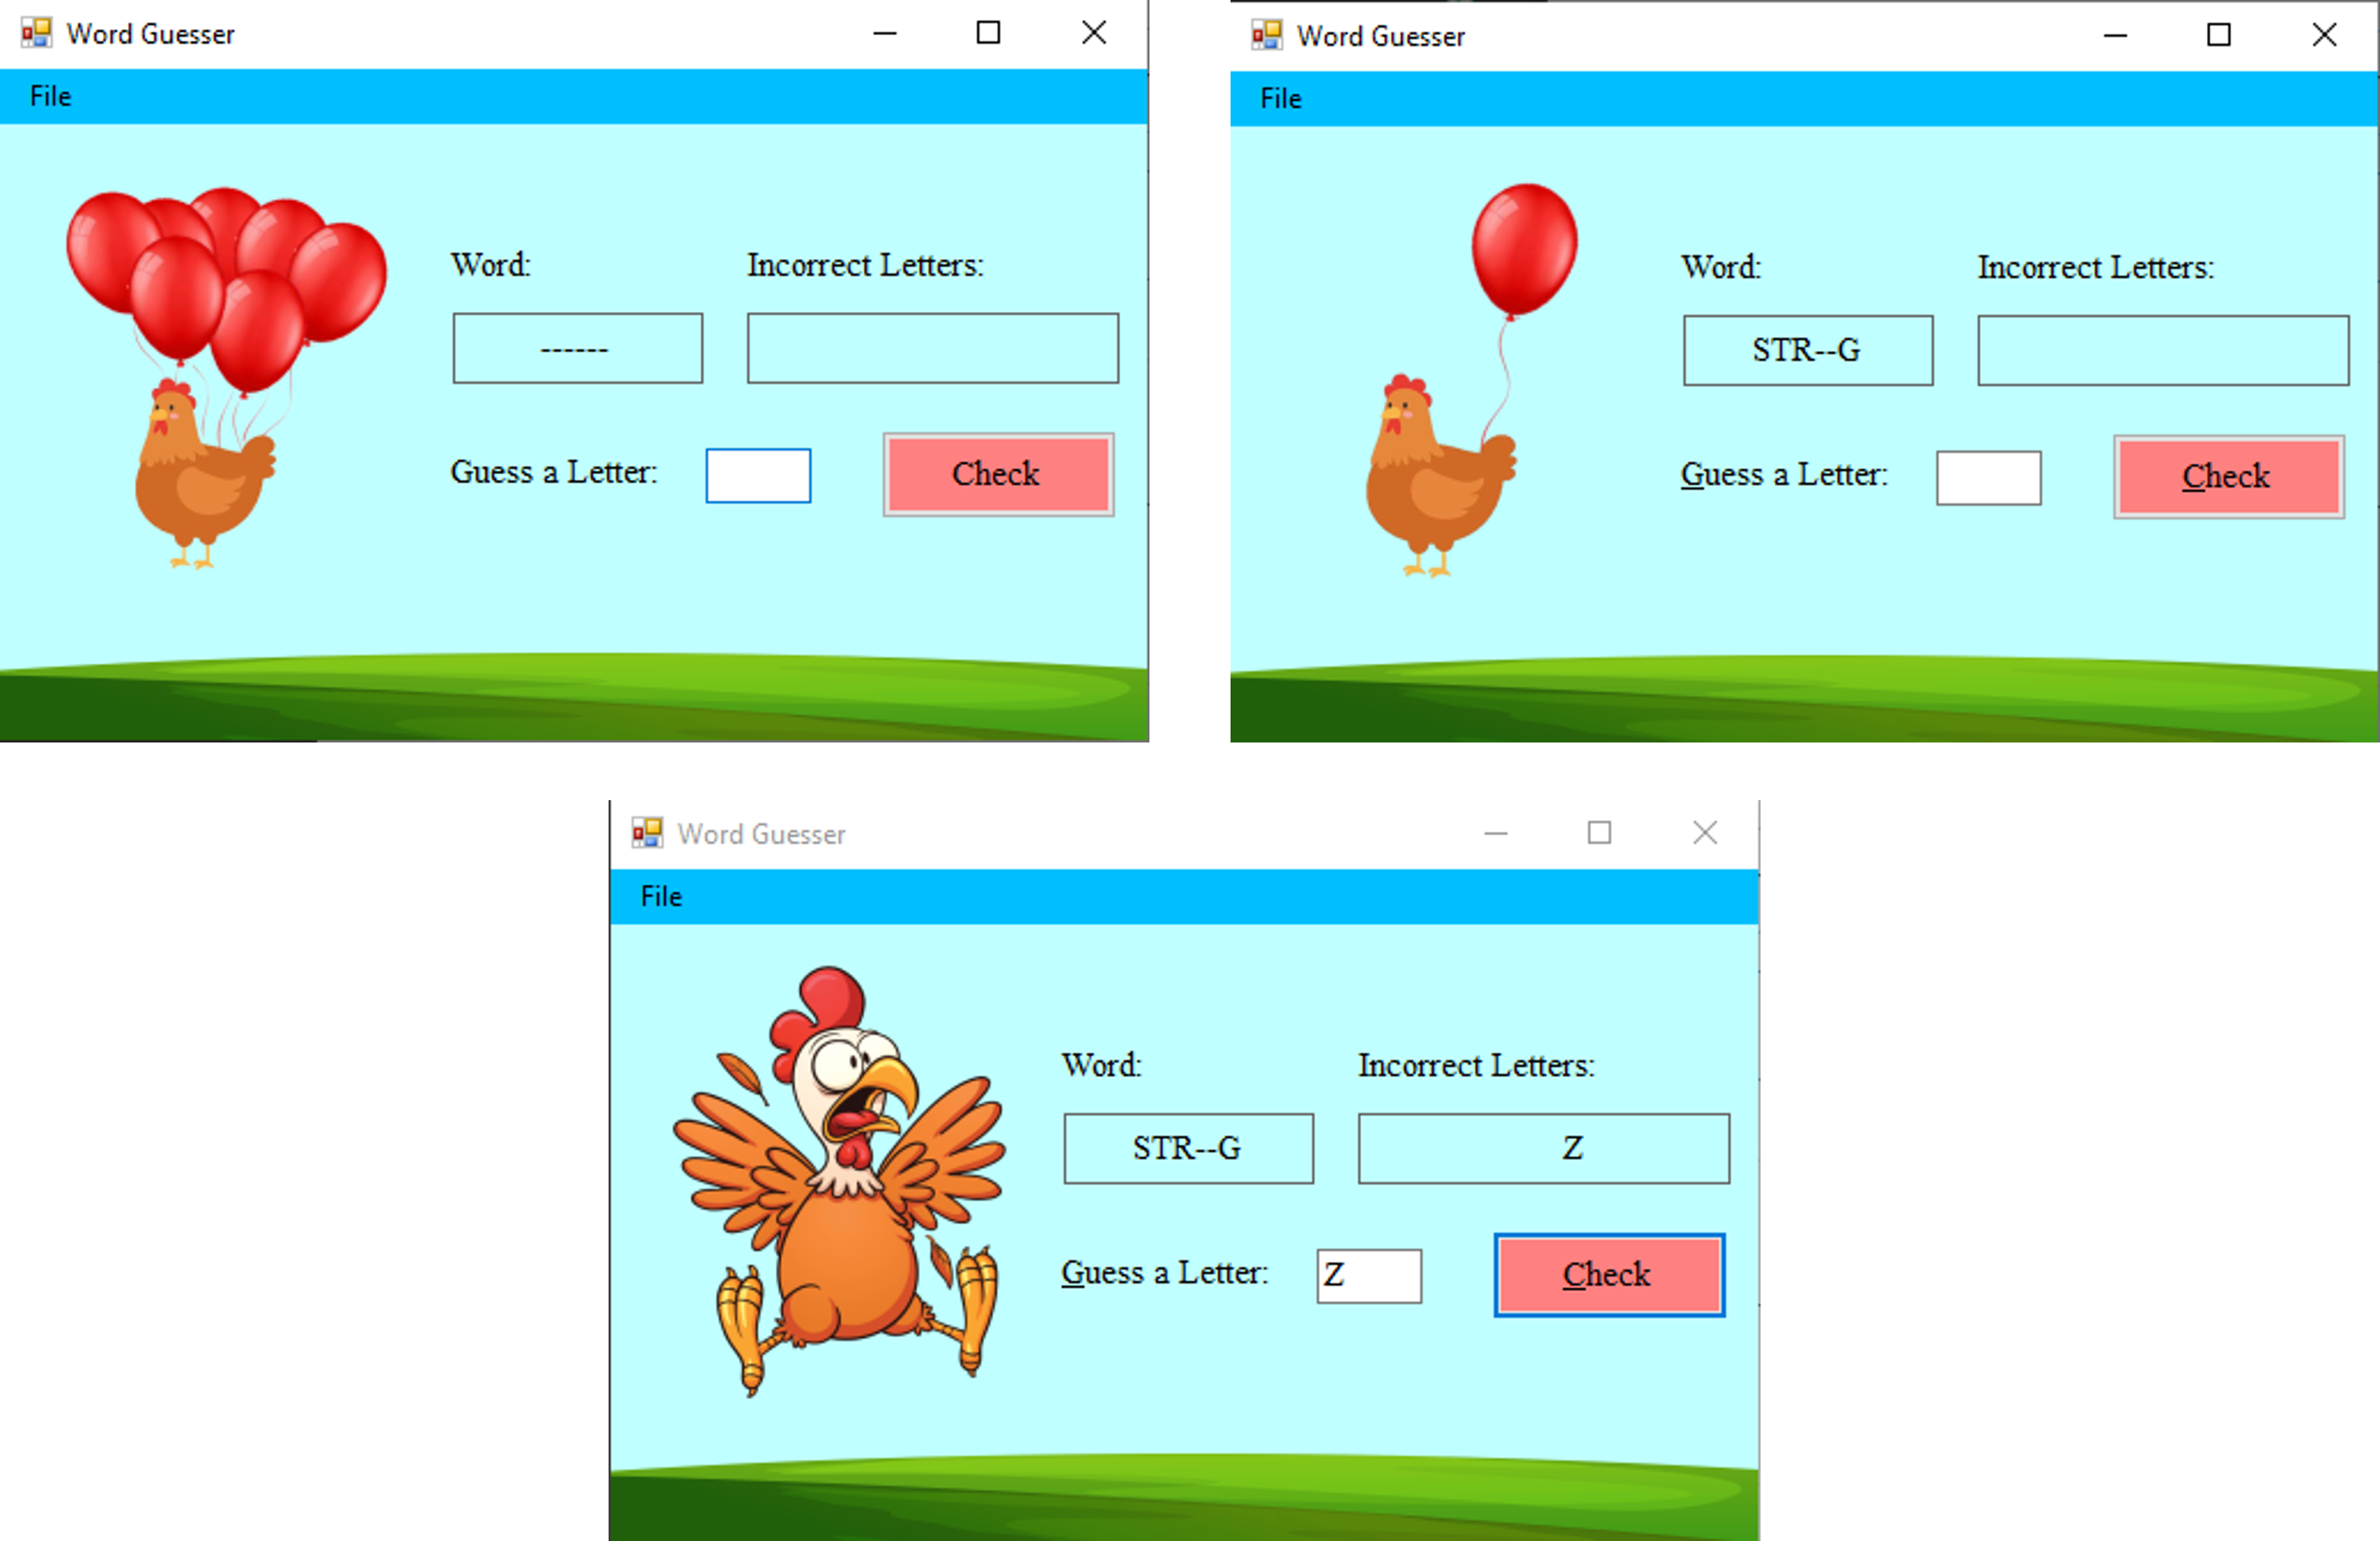 Word Guesser
File
Word: Incorrect Letters:
------
Guess a Letter: Check
Word Guesser
File
Word: Incorrect Letters:
STR--G
Guess a Letter: Check
Word Guesser
File
Word: Incorrect Letters:
STR--G Z
Guess a Letter: Z Check